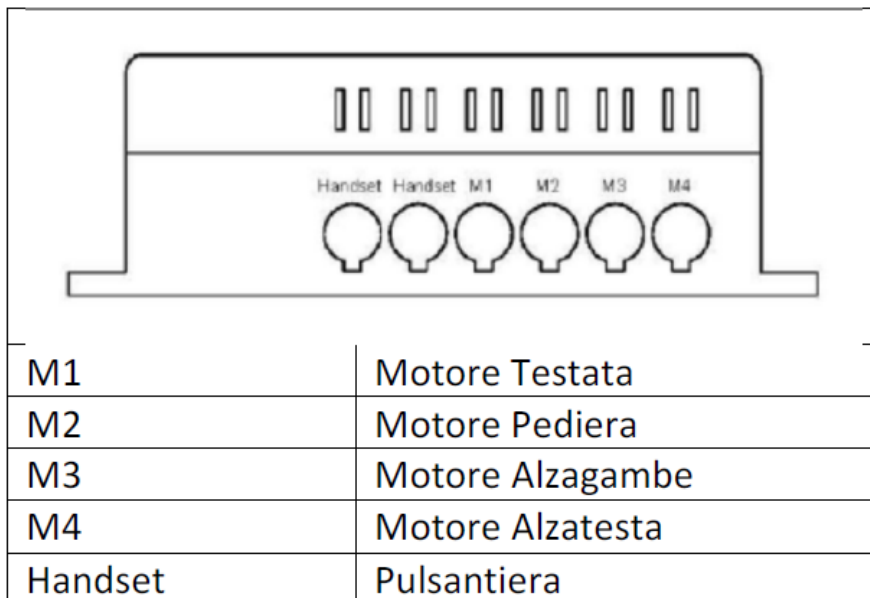 Handset Handset M1 M2 M3 M4
M1 Motore Testata
M2 Motore Pediera
M3 Motore Alzagambe
M4 Motore Alzatesta
Handset Pulsantiera